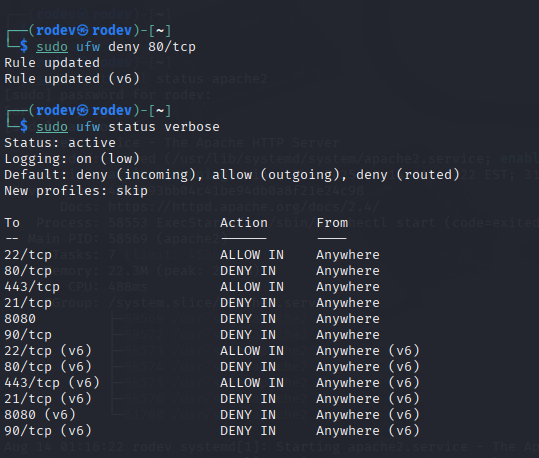 ┌──(rodev㉿rodev)-[~]
└─$ sudo ufw deny 80/tcp
Rule updated
Rule updated (v6)
┌──(rodev㉿rodev)-[~]
└─$ sudo ufw status verbose
Status: active
Logging: on (low)
Default: deny (incoming), allow (outgoing), deny (routed)
New profiles: skip
To                         Action      From
--                         ------      ----
22/tcp                     ALLOW IN    Anywhere
80/tcp                     DENY IN     Anywhere
443/tcp                    ALLOW IN    Anywhere
21/tcp                     DENY IN     Anywhere
8080                       DENY IN     Anywhere
90/tcp                     DENY IN     Anywhere
22/tcp (v6)                ALLOW IN    Anywhere (v6)
80/tcp (v6)                DENY IN     Anywhere (v6)
443/tcp (v6)               ALLOW IN    Anywhere (v6)
21/tcp (v6)                DENY IN     Anywhere (v6)
8080 (v6)                  DENY IN     Anywhere (v6)
90/tcp (v6)                DENY IN     Anywhere (v6)